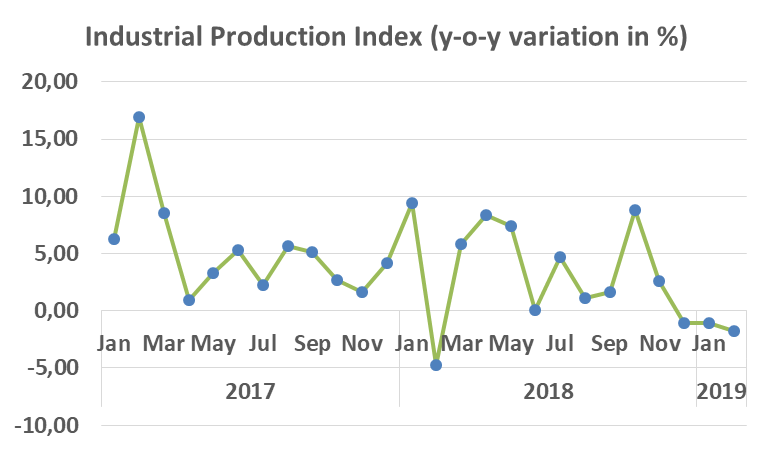 Industrial Production Index (y-o-y variation in %)
20,00
15,00
10,00
5,00
0,00
-5,00
-10,00
Jan Mar May Jul Sep Nov Jan Mar May Jul Sep Nov Jan
2017 2018 2019